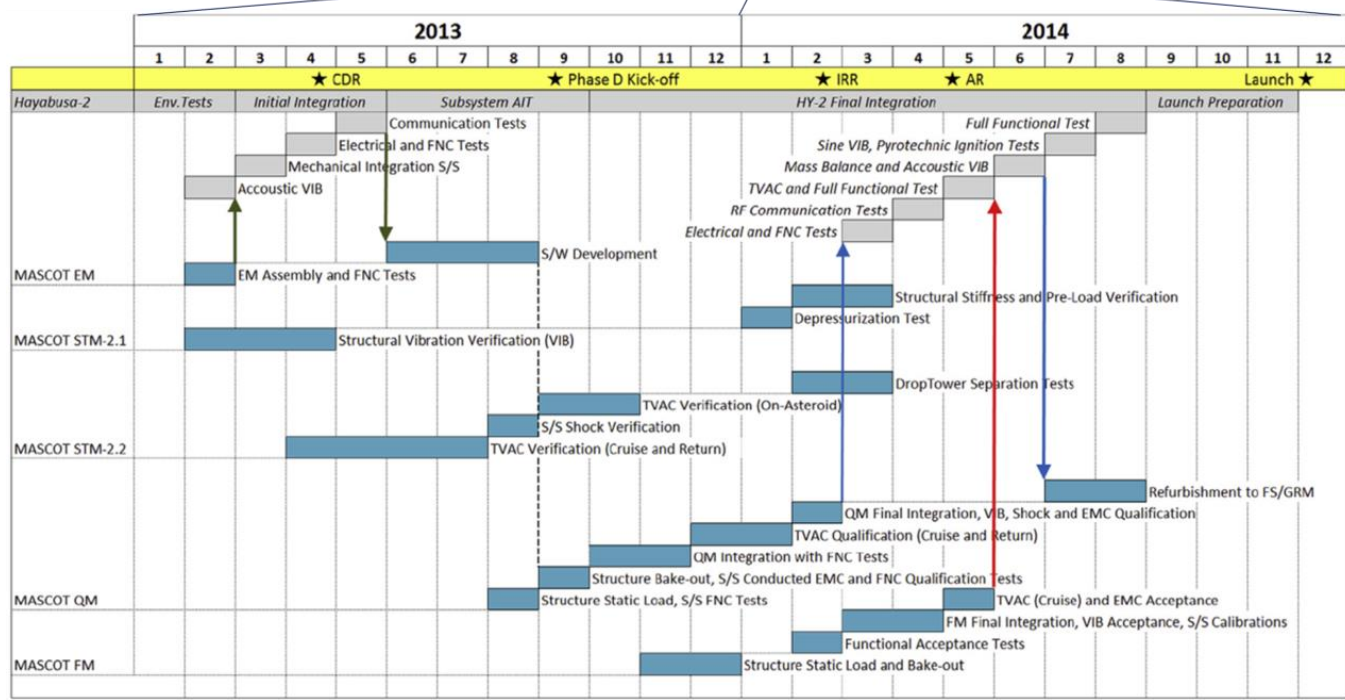 2013 2014
1 2 3 4 5 6 7 8 9 10 11 12 1 2 3 4 5 6 7 8 9 10 11 12
★ CDR ★ Phase D Kick-off ★ IRR ★ AR Launch ★
Hayabusa-2 Env.Tests Initial Integration Subsystem AIT HY-2 Final Integration Launch Preparation
Communication Tests Full Functional Test
Electrical and FNC Tests Sine VIB, Pyrotechnic Ignition Tests
Mechanical Integration S/S Mass Balance and Accoustic VIB
Accoustic VIB TVAC and Full Functional Test
RF Communication Tests
Electrical and FNC Tests
S/W Development
MASCOT EM EM Assembly and FNC Tests
Structural Stiffness and Pre-Load Verification
Depressurization Test
MASCOT STM-2.1 Structural Vibration Verification (VIB)
DropTower Separation Tests
TVAC Verification (On-Asteroid)
S/S Shock Verification
MASCOT STM-2.2 TVAC Verification (Cruise and Return)
Refurbishment to FS/GRM
QM Final Integration, VIB, Shock and EMC Qualification
TVAC Qualification (Cruise and Return)
QM Integration with FNC Tests
Structure Bake-out, S/S Conducted EMC and FNC Qualification Tests
MASCOT QM Structure Static Load, S/S FNC Tests TVAC (Cruise) and EMC Acceptance
FM Final Integration, VIB Acceptance, S/S Calibrations
Functional Acceptance Tests
MASCOT FM Structure Static Load and Bake-out